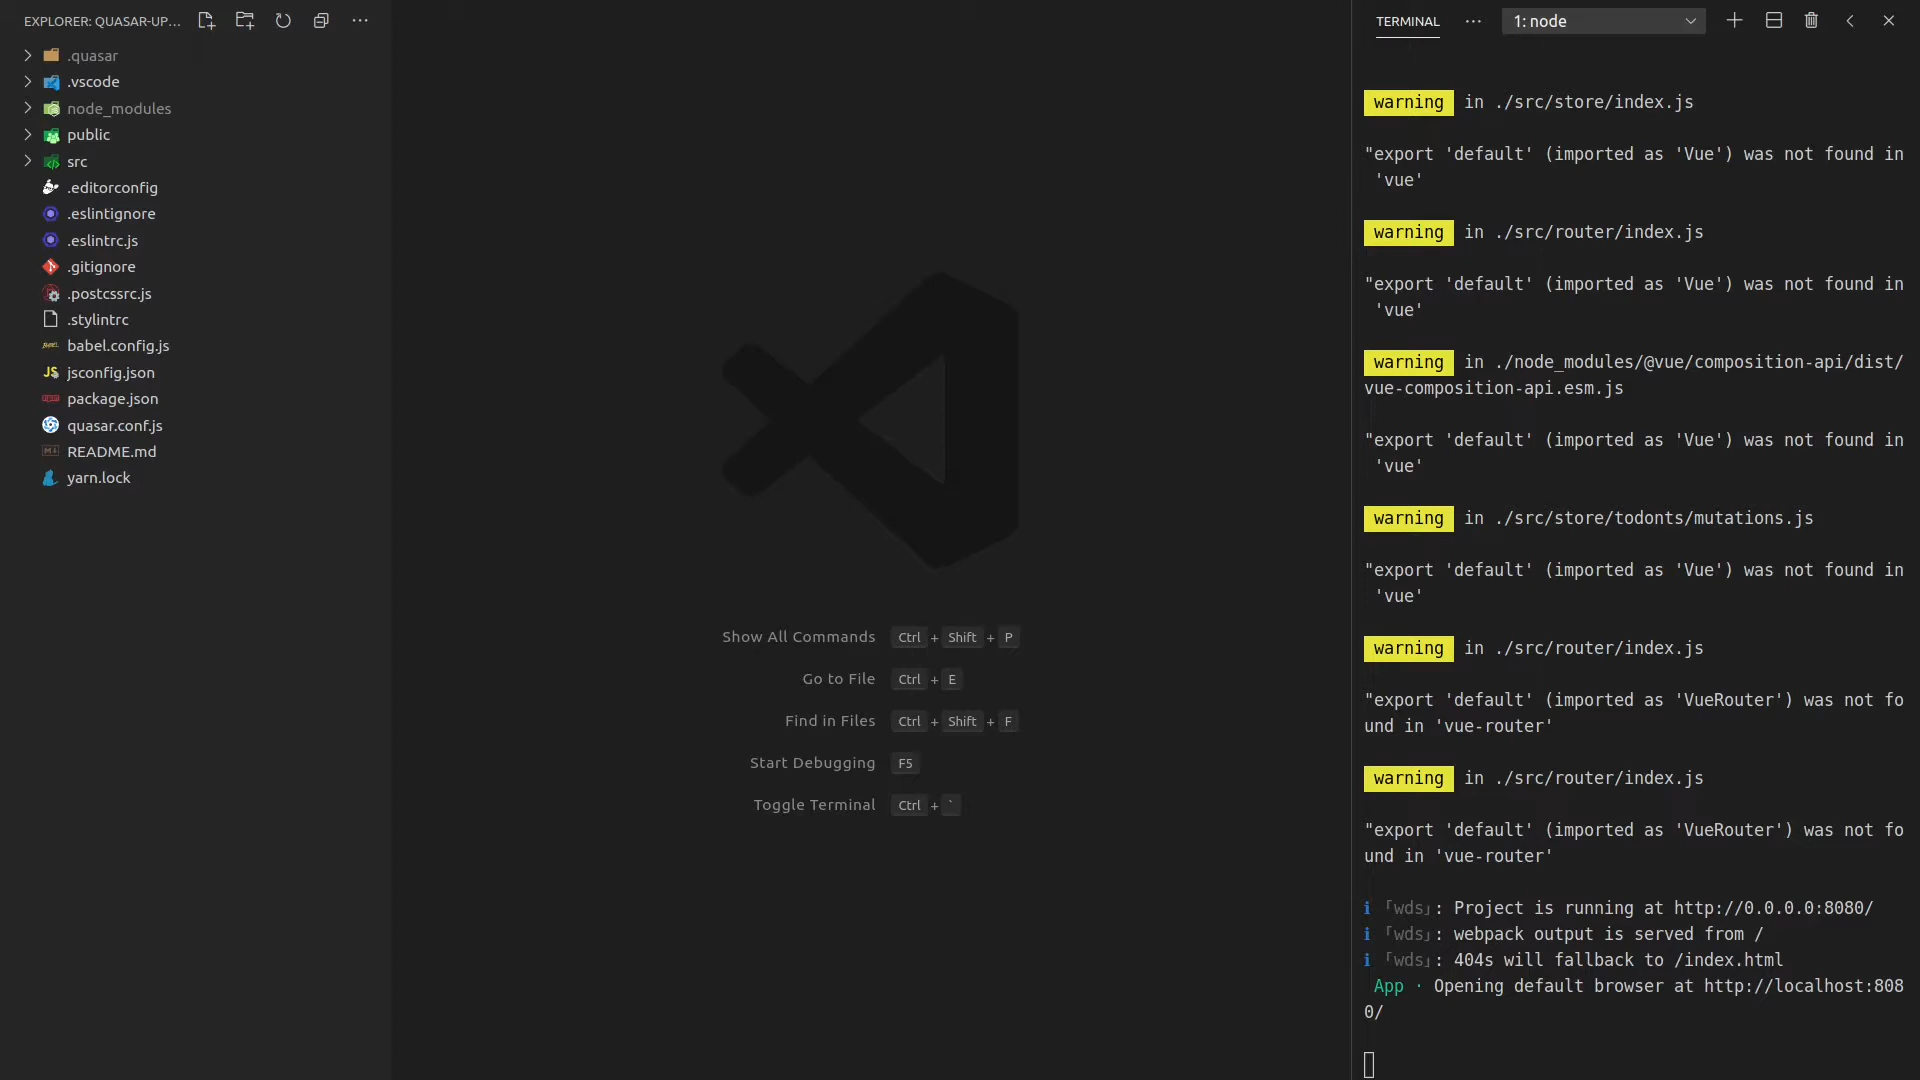 EXPLORER: QUASAR-UP...
.quasar
.vscode
node_modules
public
src
.editorconfig
.eslintignore
.eslintrc.js
.gitignore
.postcssrc.js
.stylintrc
babel.config.js
jsconfig.json
package.json
quasar.conf.js
README.md
yarn.lock
Show All Commands Ctrl + Shift + P
Go to File Ctrl + E
Find in Files Ctrl + Shift + F
Start Debugging F5
Toggle Terminal Ctrl + `
TERMINAL ··· 1: node
warning in ./src/store/index.js
"export 'default' (imported as 'Vue') was not found in
'vue'
warning in ./src/router/index.js
"export 'default' (imported as 'Vue') was not found in
'vue'
warning in ./node_modules/@vue/composition-api/dist/
vue-composition-api.esm.js
"export 'default' (imported as 'Vue') was not found in
'vue'
warning in ./src/store/todonts/mutations.js
"export 'default' (imported as 'Vue') was not found in
'vue'
warning in ./src/router/index.js
"export 'default' (imported as 'VueRouter') was not fo
und in 'vue-router'
warning in ./src/router/index.js
"export 'default' (imported as 'VueRouter') was not fo
und in 'vue-router'
ℹ ｢wds｣: Project is running at http://0.0.0.0:8080/
ℹ ｢wds｣: webpack output is served from /
ℹ ｢wds｣: 404s will fallback to /index.html
App · Opening default browser at http://localhost:808
0/